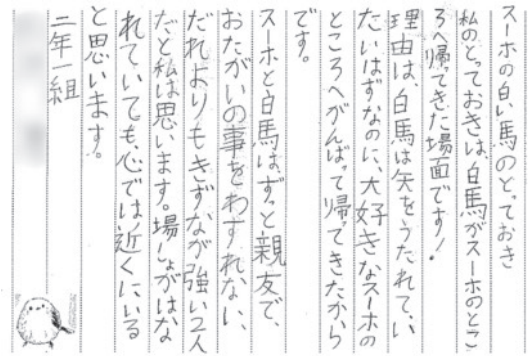 スーホの白い馬のとっておき
私のとっておきは、白馬がスーホのとこ
ろへ帰ってきた場面です！
理由は、白馬は矢をうたれて、い
たいはずなのに、大好きなスーホの
ところへがんばって帰ってきたから
です。
スーホと白馬はずっと親友で、
おたがいの事をわすれない、
だれよりもきずなが強い2人
だと私は思います。場しょがはな
れていても、心では近くにいる
と思います。
二年一組